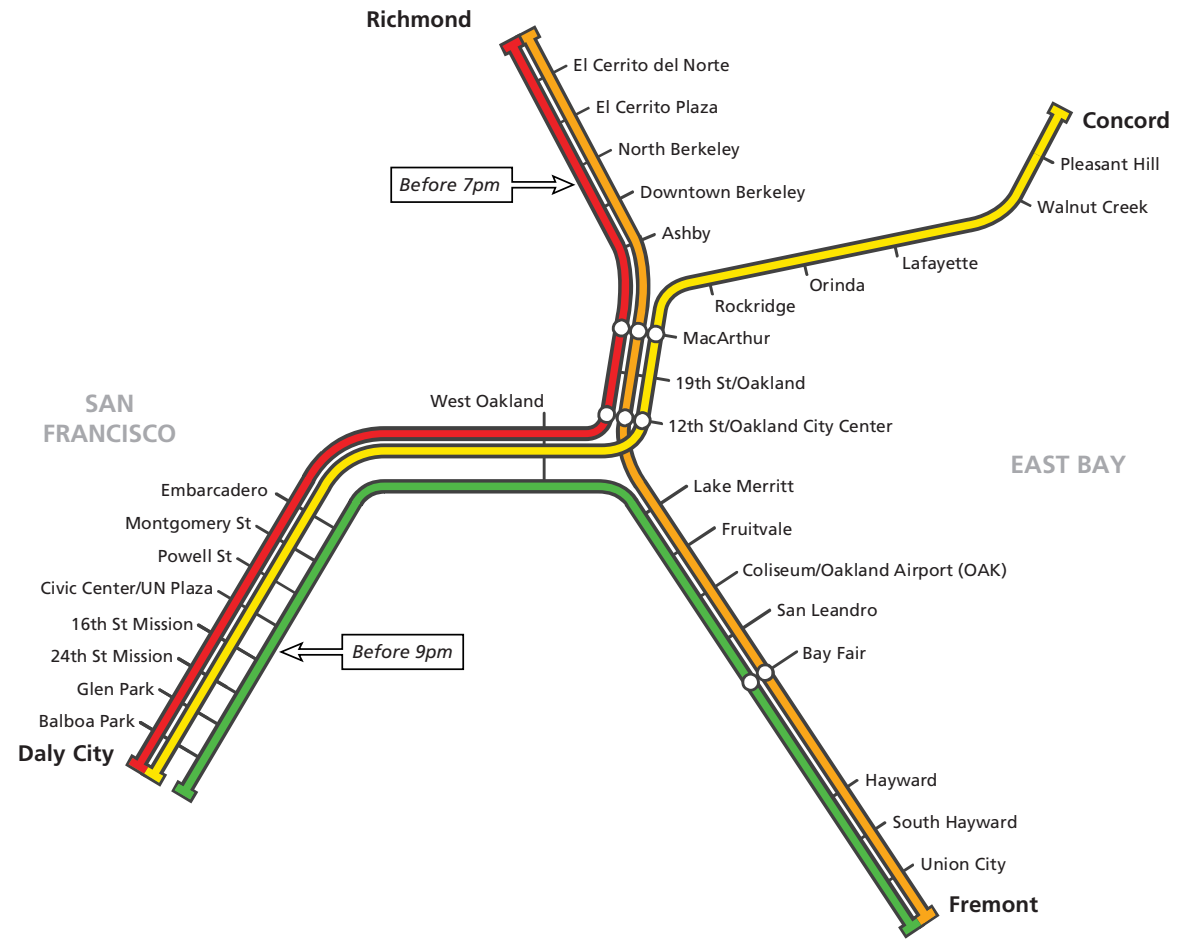 Richmond
El Cerrito del Norte
El Cerrito Plaza
Concord
North Berkeley
Pleasant Hill
Before 7pm
Downtown Berkeley
Walnut Creek
Ashby
Lafayette
Orinda
Rockridge
MacArthur
19th St/Oakland
West Oakland
SAN
FRANCISCO
12th St/Oakland City Center
EAST BAY
Embarcadero
Lake Merritt
Montgomery St
Fruitvale
Powell St
Coliseum/Oakland Airport (OAK)
Civic Center/UN Plaza
San Leandro
16th St Mission
Before 9pm
Bay Fair
24th St Mission
Glen Park
Balboa Park
Daly City
Hayward
South Hayward
Union City
Fremont